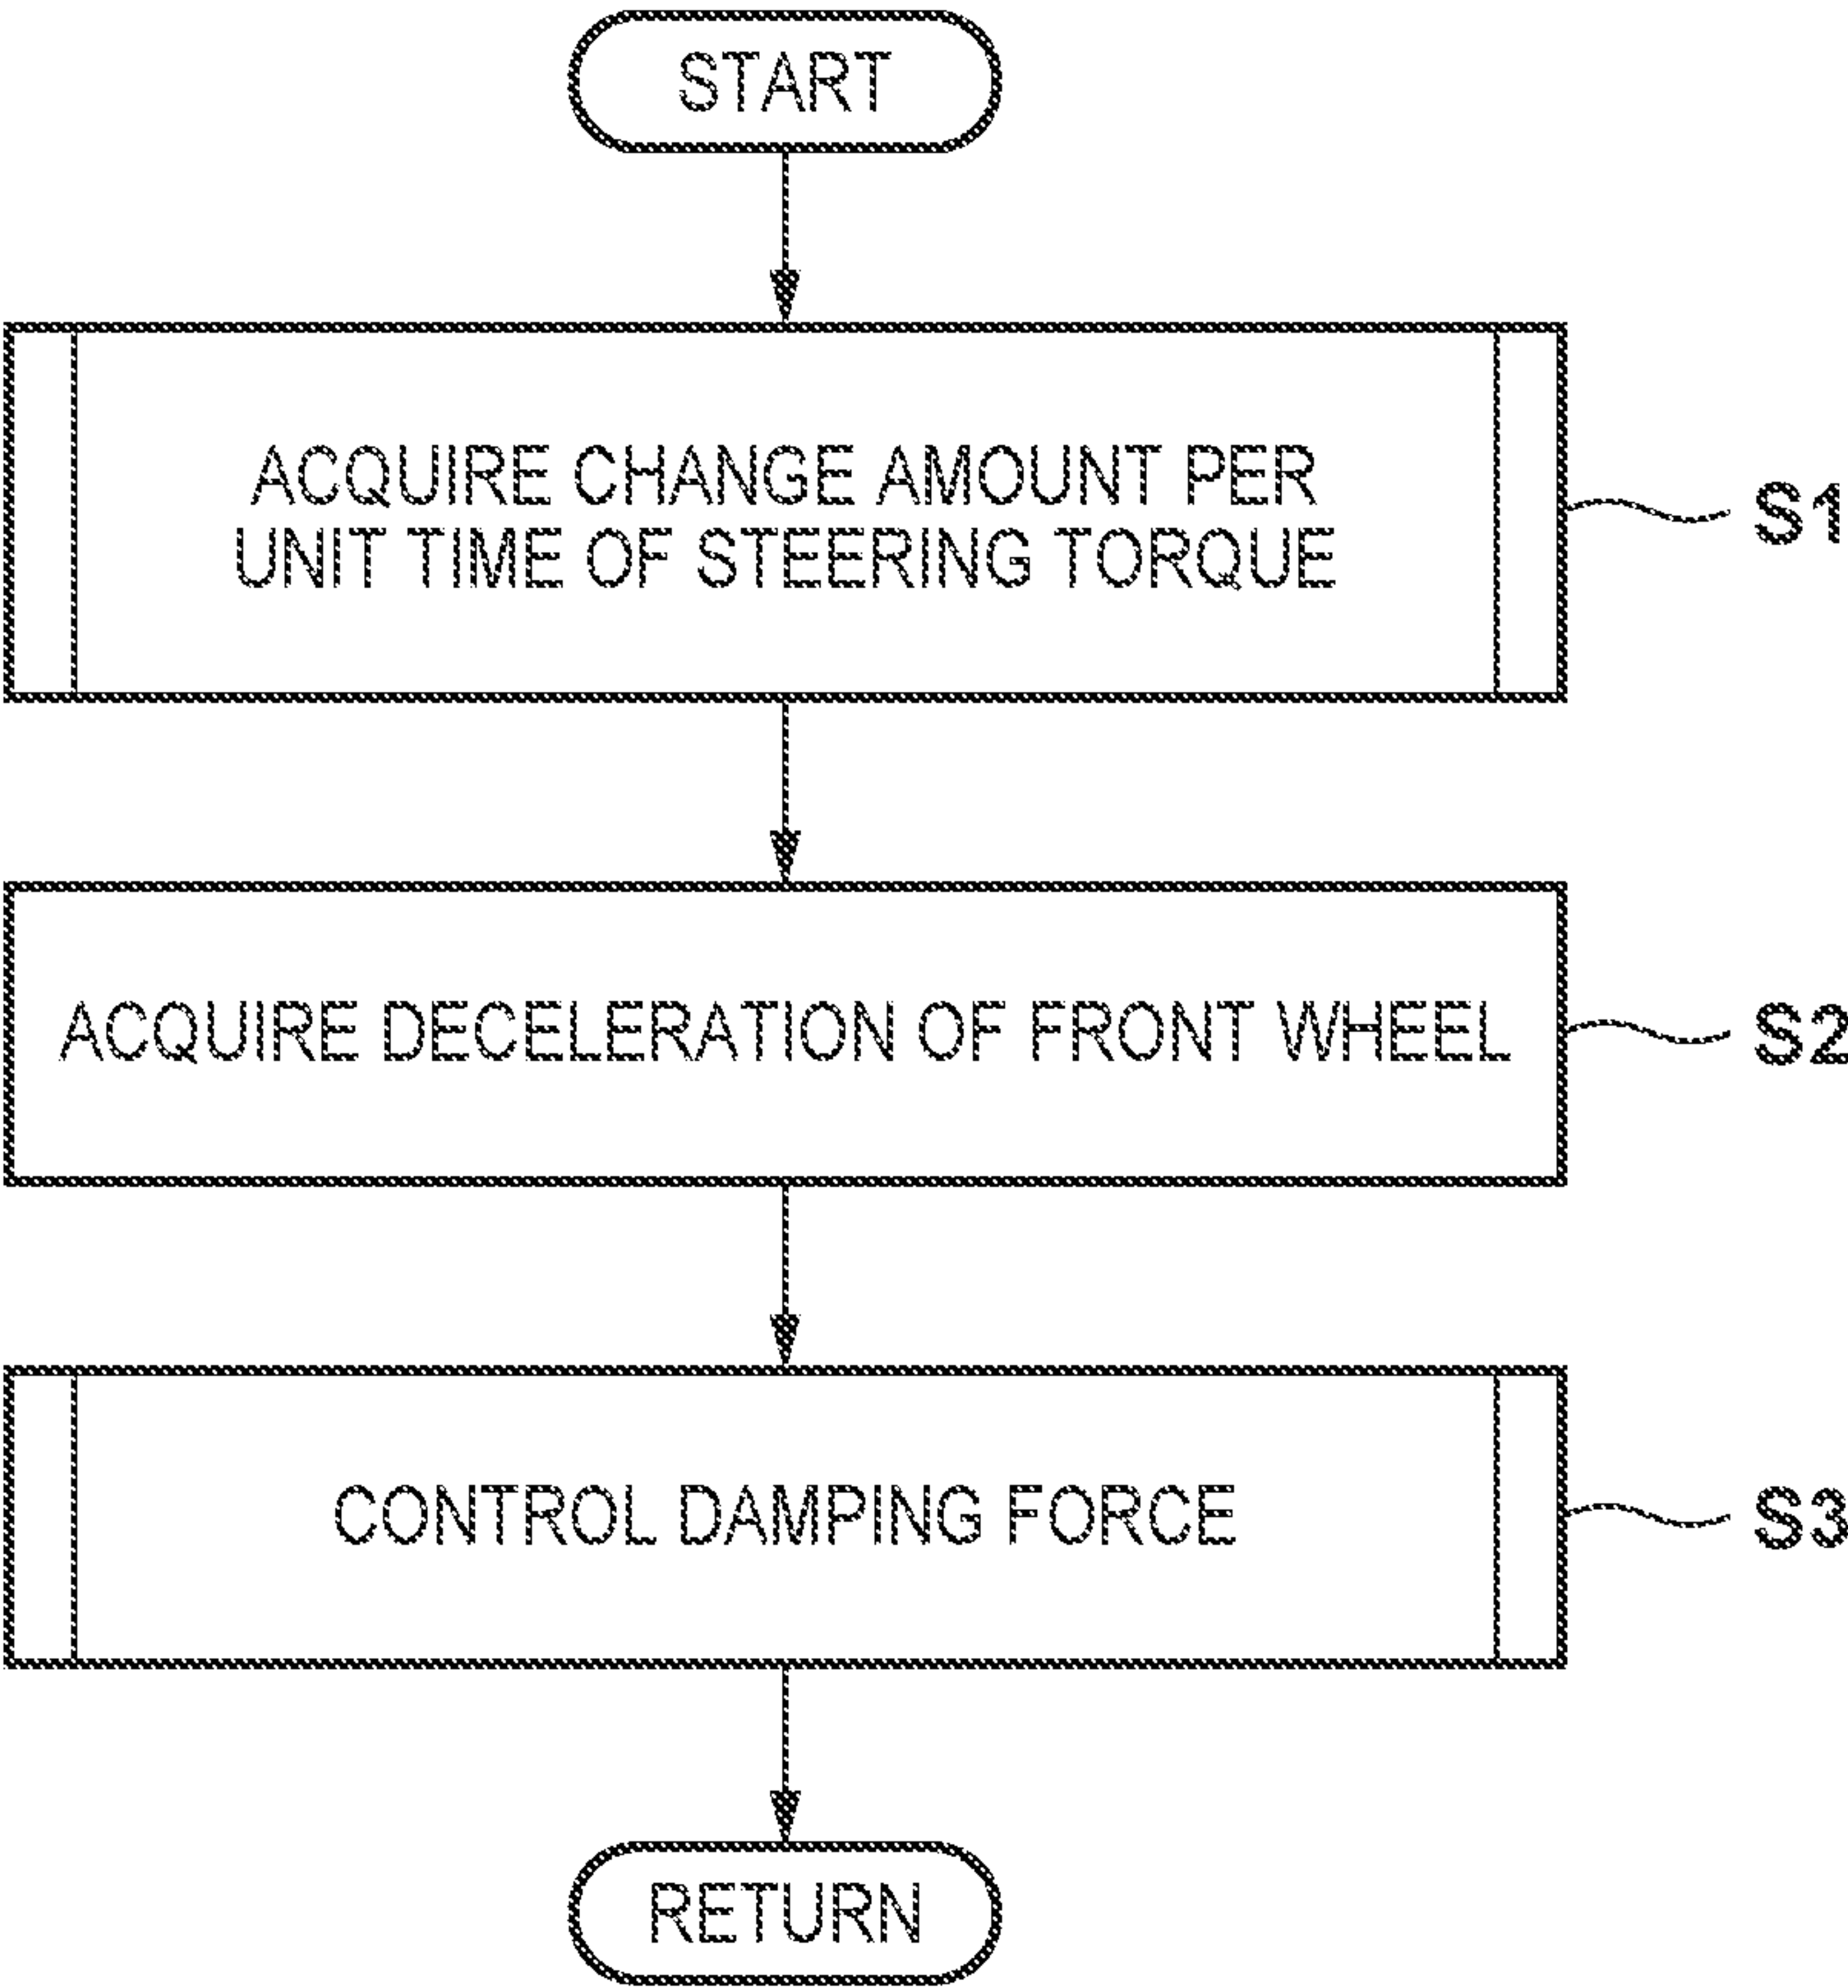 START
ACQUIRE CHANGE AMOUNT PER
UNIT TIME OF STEERING TORQUE
S1
ACQUIRE DECELERATION OF FRONT WHEEL
S2
CONTROL DAMPING FORCE
S3
RETURN